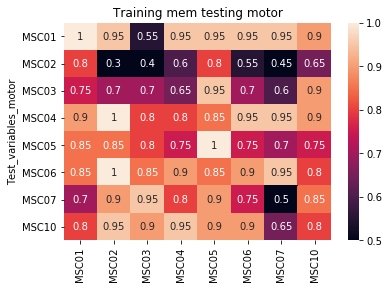 Training mem testing motor
Test_variables_motor
MSC01 1 0.95 0.55 0.95 0.95 0.95 0.95 0.9
MSC02 0.8 0.3 0.4 0.6 0.8 0.55 0.45 0.65
MSC03 0.75 0.7 0.7 0.65 0.95 0.7 0.6 0.9
MSC04 0.9 1 0.8 0.8 0.85 0.95 0.95 0.9
MSC05 0.85 0.85 0.8 0.75 1 0.75 0.7 0.75
MSC06 0.85 1 0.85 0.9 0.85 0.9 0.95 0.8
MSC07 0.7 0.9 0.95 0.8 0.9 0.75 0.5 0.85
MSC10 0.8 0.95 0.9 0.95 0.9 0.9 0.65 0.8
MSC01 MSC02 MSC03 MSC04 MSC05 MSC06 MSC07 MSC10
1.0
0.9
0.8
0.7
0.6
0.5